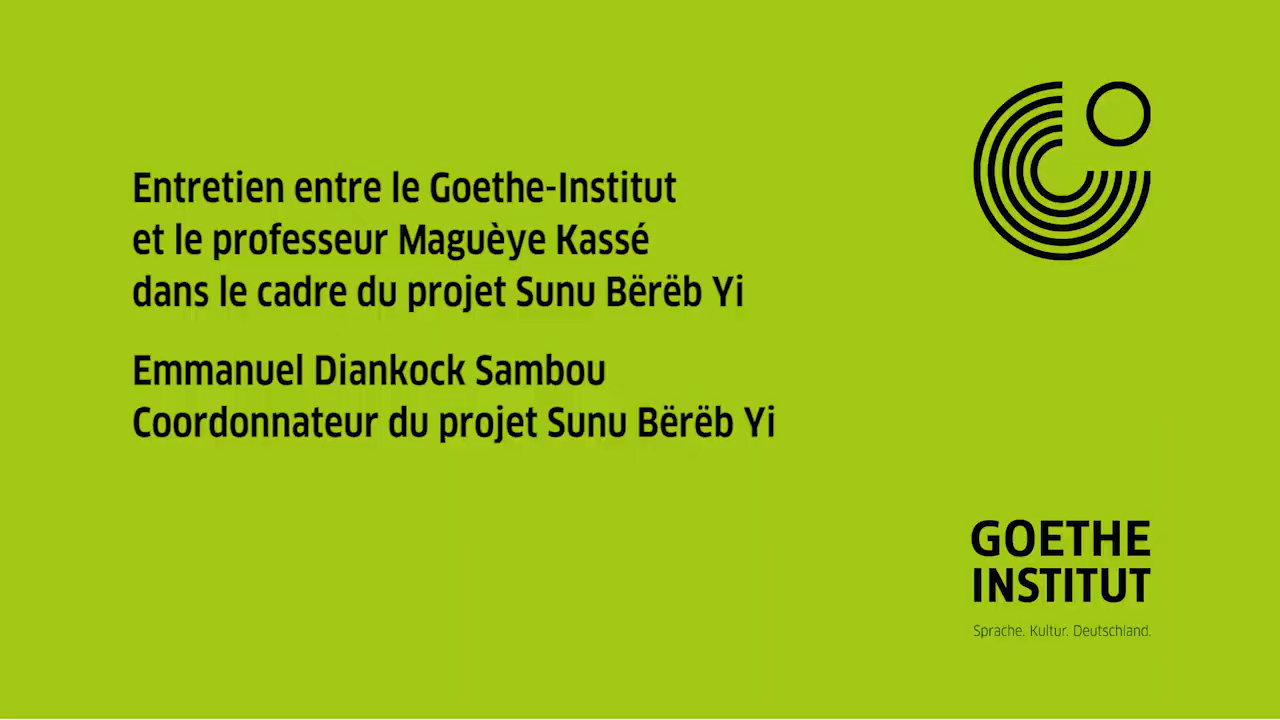 Entretien entre le Goethe-Institut
et le professeur Maguèye Kassé
dans le cadre du projet Sunu Bërëb Yi
Emmanuel Diankock Sambou
Coordonnateur du projet Sunu Bërëb Yi
GOETHE
INSTITUT
Sprache. Kultur. Deutschland.